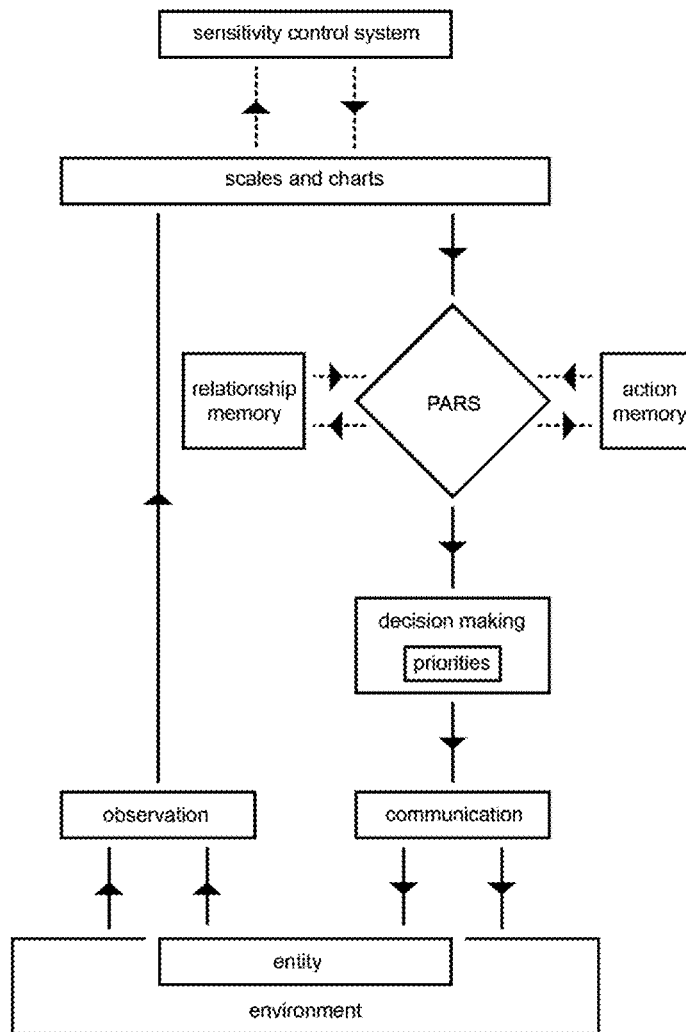 sensitivity control system
scales and charts
relationship
memory
PARS
action
memory
decision making
priorities
observation
communication
entity
environment